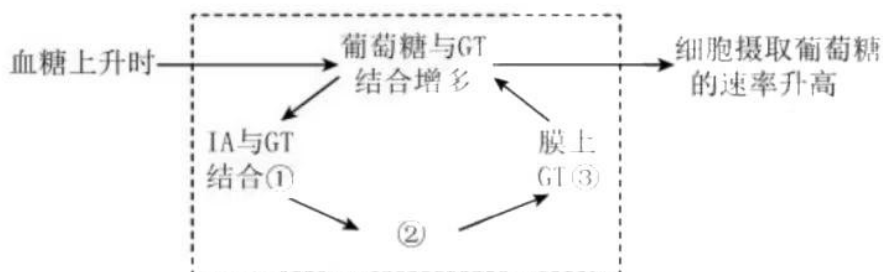 血糖上升时
葡萄糖与GT
结合增多
细胞摄取葡萄糖
的速率升高
IA与GT
结合①
膜上
GT③
②